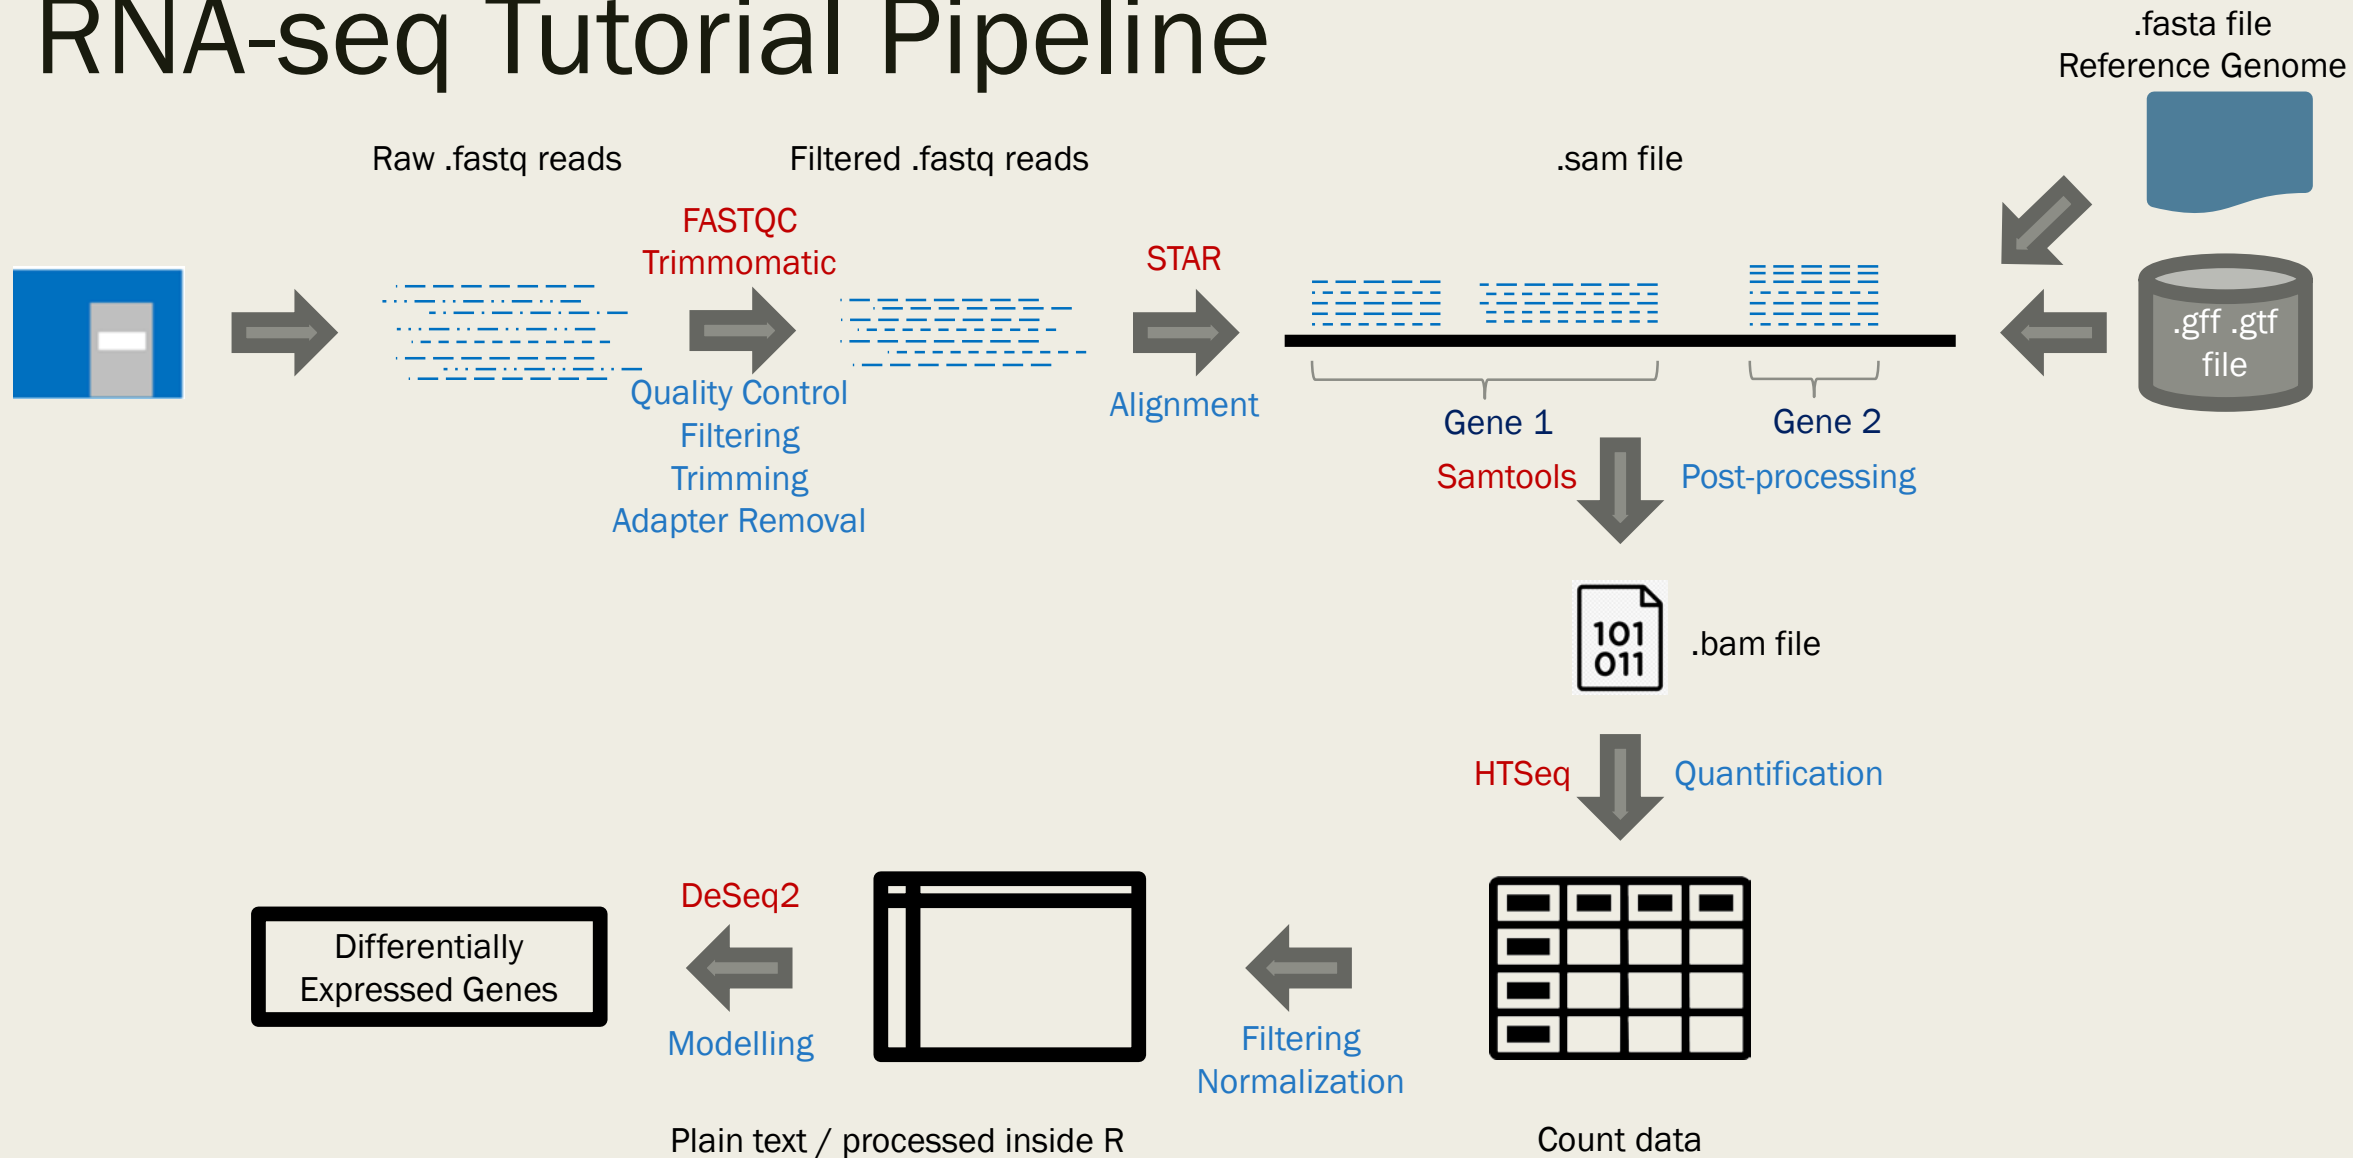 RNA-seq Tutorial Pipeline
.fasta file
Reference Genome
Raw .fastq reads
Filtered .fastq reads
.sam file
FASTQC
Trimmomatic
STAR
.gff .gtf
file
Quality Control
Filtering
Trimming
Adapter Removal
Alignment
Gene 1
Gene 2
Samtools
Post-processing
101
011
.bam file
HTSeq
Quantification
DeSeq2
Differentially
Expressed Genes
Modelling
Filtering
Normalization
Plain text / processed inside R
Count data